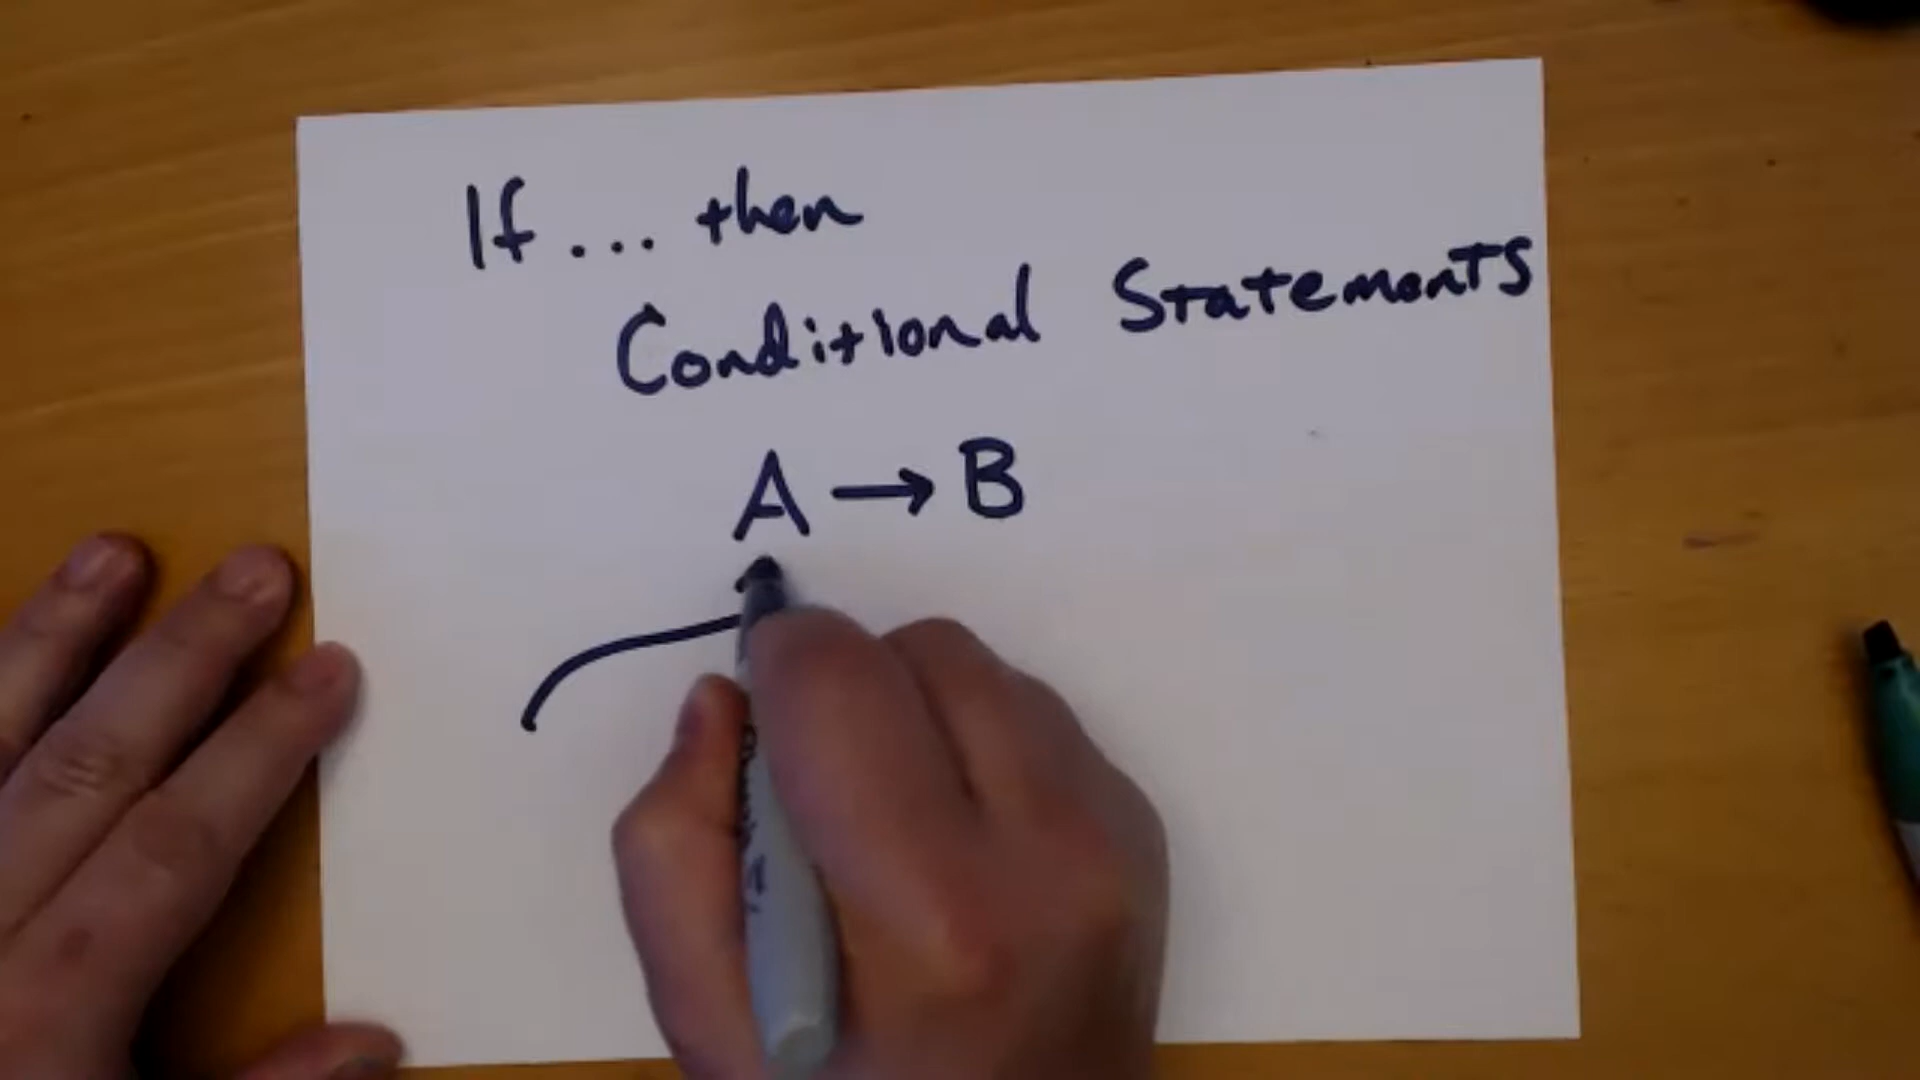 If ... then
Conditional Statements
A → B